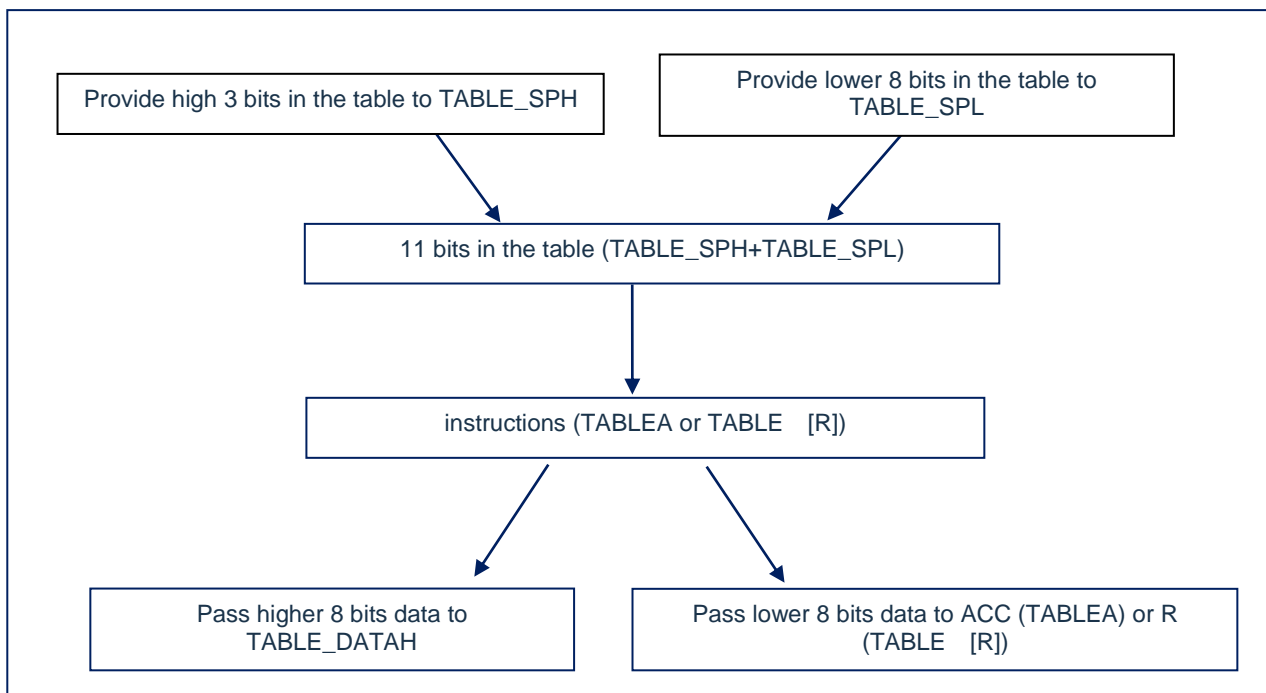 Provide high 3 bits in the table to TABLE_SPH
Provide lower 8 bits in the table to
TABLE_SPL
11 bits in the table (TABLE_SPH+TABLE_SPL)
instructions (TABLEA or TABLE [R])
Pass higher 8 bits data to
TABLE_DATAH
Pass lower 8 bits data to ACC (TABLEA) or R
(TABLE [R])